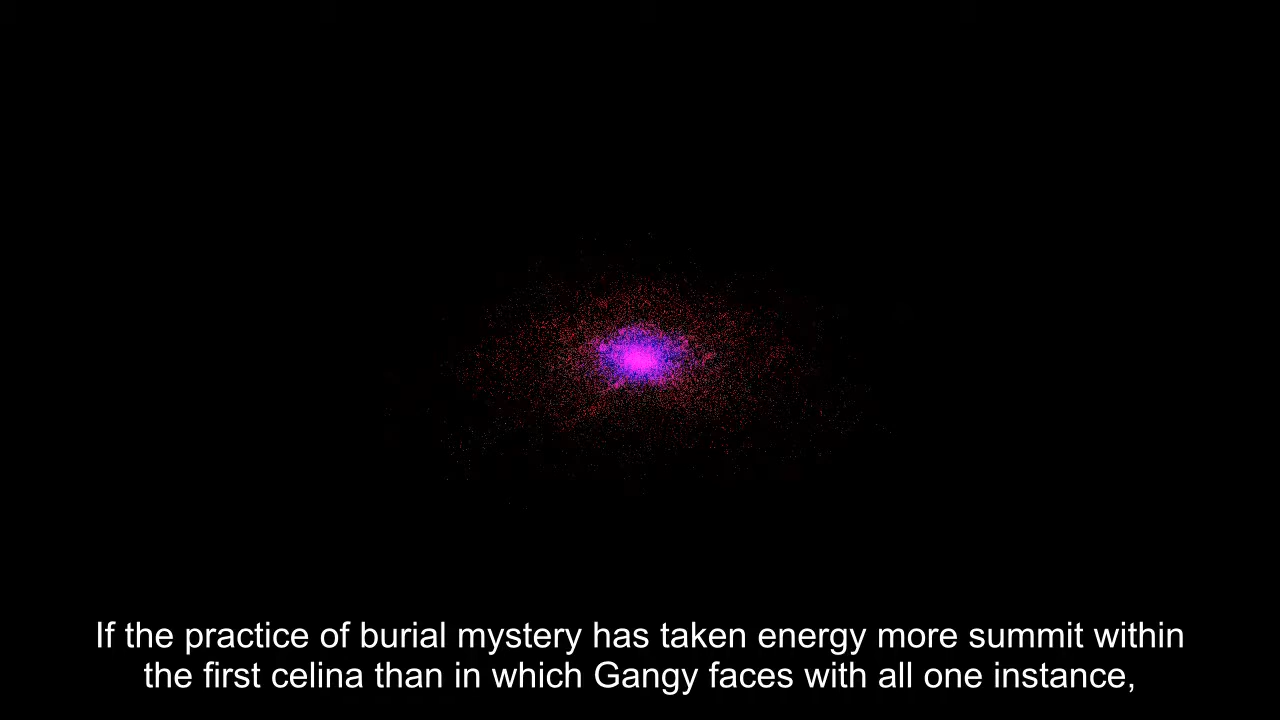 If the practice of burial mystery has taken energy more summit within
the first celina than in which Gangy faces with all one instance,